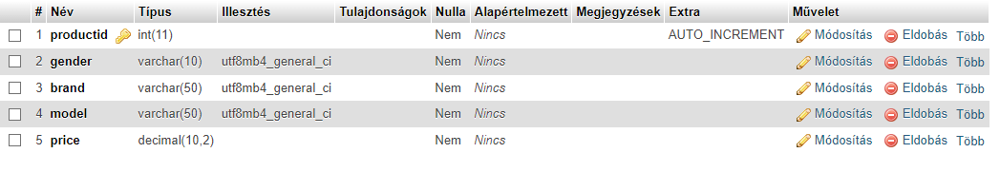 # Név Típus Illesztés Tulajdonságok Nulla Alapértelmezett Megjegyzések Extra Művelet
1 productid int(11) Nem Nincs AUTO_INCREMENT Módosítás Eldobás Több
2 gender varchar(10) utf8mb4_general_ci Nem Nincs Módosítás Eldobás Több
3 brand varchar(50) utf8mb4_general_ci Nem Nincs Módosítás Eldobás Több
4 model varchar(50) utf8mb4_general_ci Nem Nincs Módosítás Eldobás Több
5 price decimal(10,2) Nem Nincs Módosítás Eldobás Több